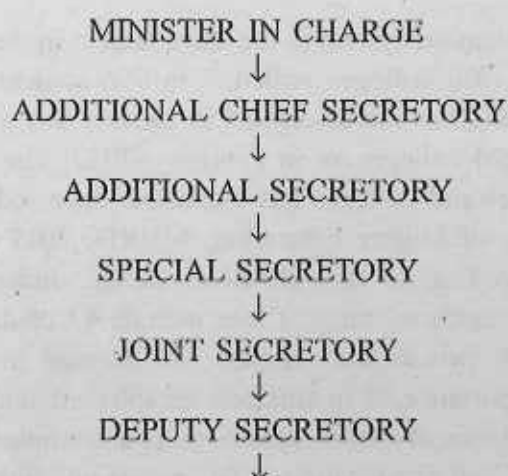 MINISTER IN CHARGE
↓
ADDITIONAL CHIEF SECRETORY
↓
ADDITIONAL SECRETORY
↓
SPECIAL SECRETORY
↓
JOINT SECRETORY
↓
DEPUTY SECRETORY
↓